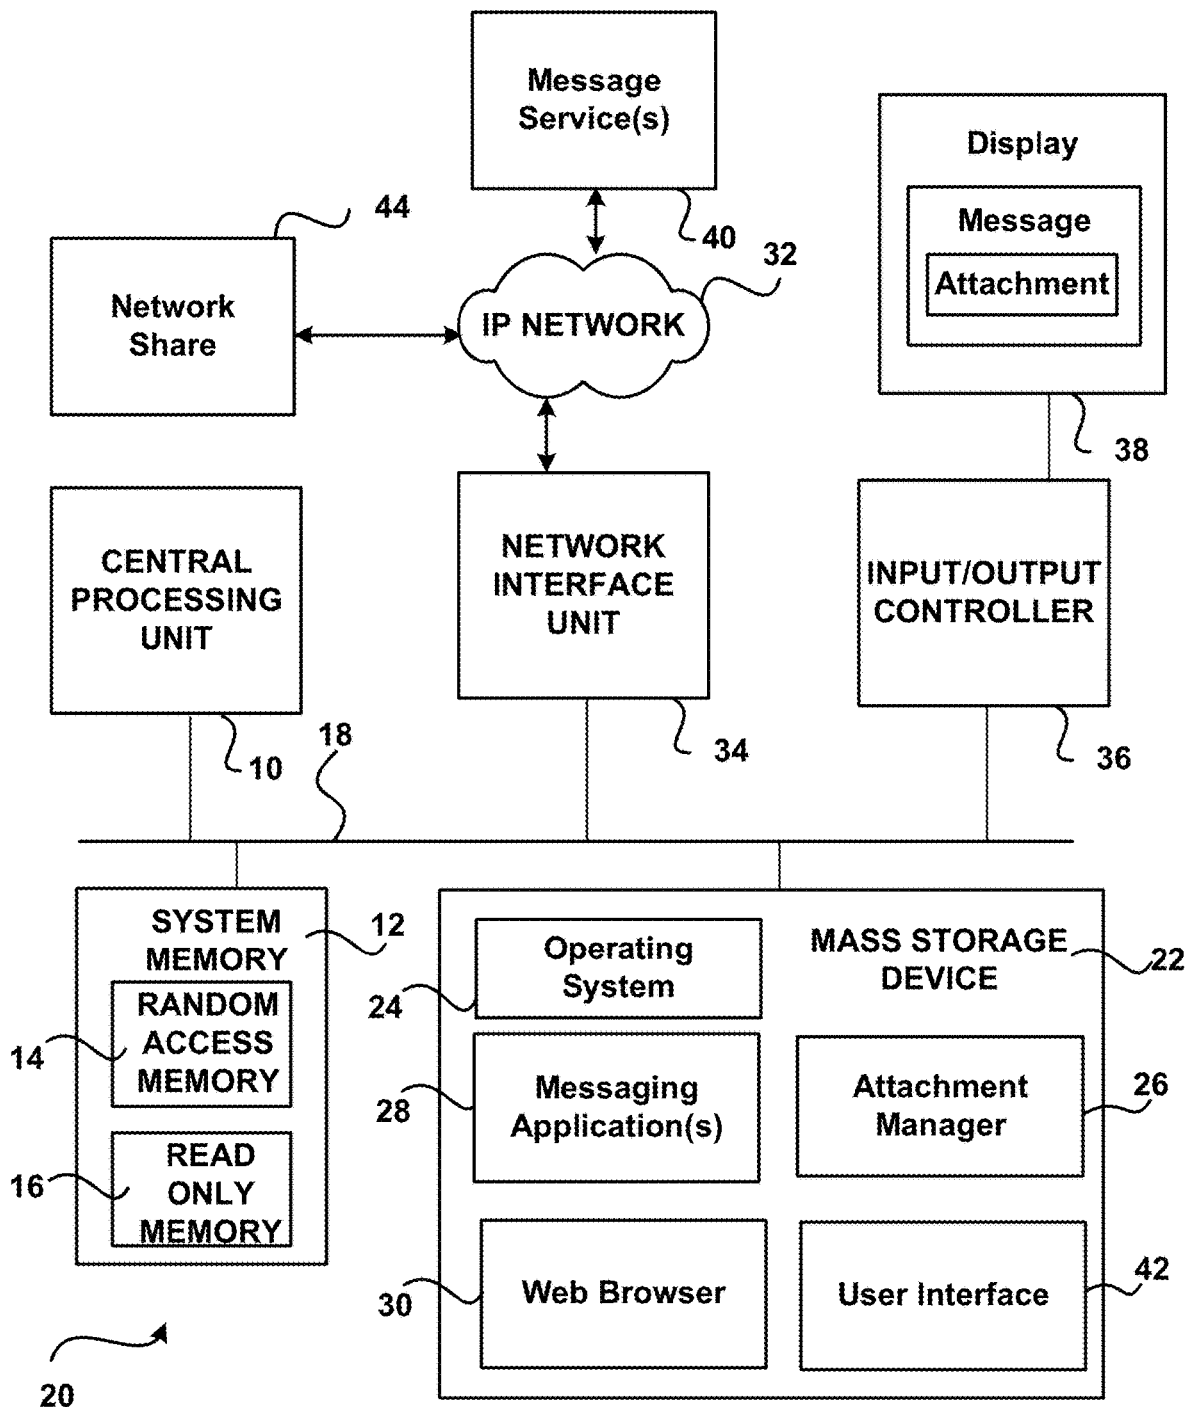 Message
Service(s)
40
Display
Message
Attachment
38
44
Network
Share
32
IP NETWORK
CENTRAL
PROCESSING
UNIT
10
NETWORK
INTERFACE
UNIT
34
INPUT/OUTPUT
CONTROLLER
36
18
SYSTEM
MEMORY
12
RANDOM
ACCESS
MEMORY
14
READ
ONLY
MEMORY
16
MASS STORAGE
DEVICE
22
Operating
System
24
Messaging
Application(s)
28
Attachment
Manager
26
Web Browser
30
User Interface
42
20